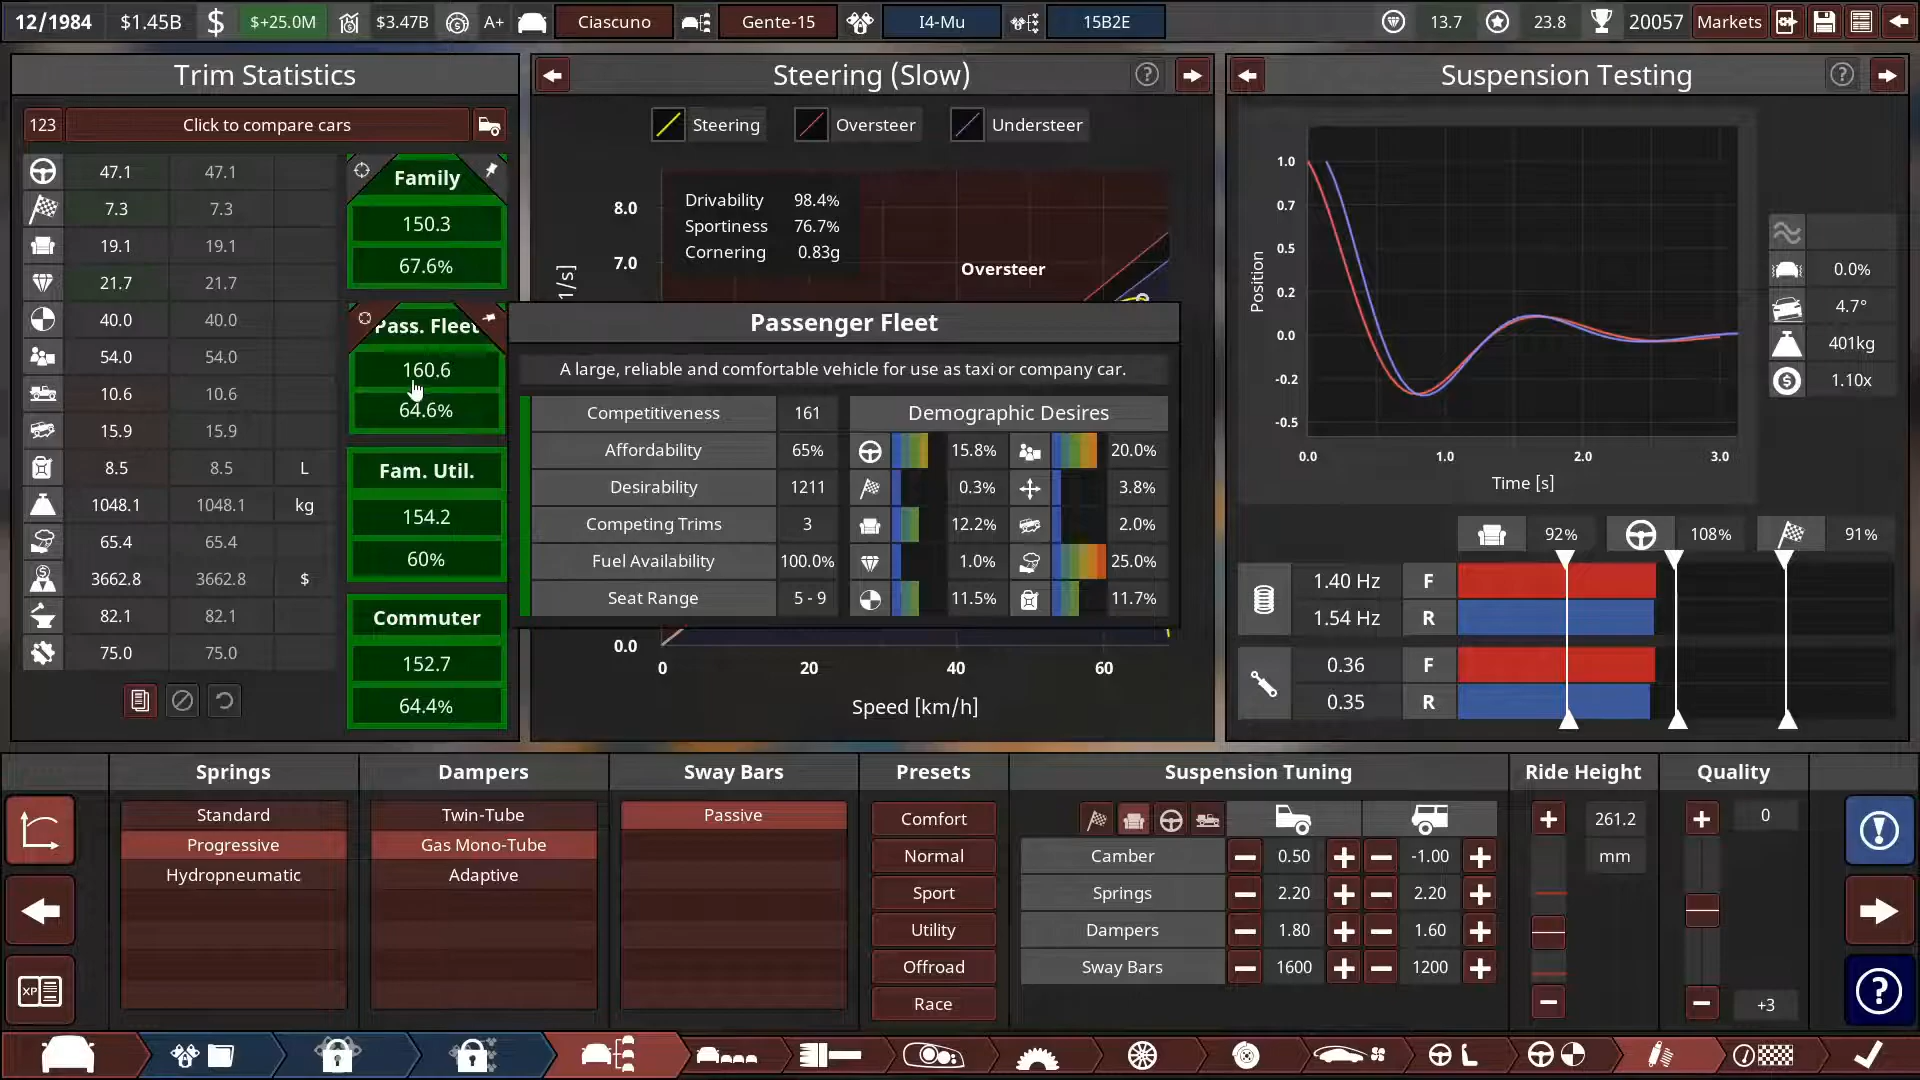 12/1984 $1.45B $+25.0M $3.47B A+ Ciascuno Gente-15 I4-Mu 15B2E 13.7 23.8 20057 Markets
Trim Statistics
123 Click to compare cars
47.1 47.1
7.3 7.3
19.1 19.1
21.7 21.7
40.0 40.0
54.0 54.0
10.6 10.6
15.9 15.9
8.5 8.5 L
1048.1 1048.1 kg
65.4 65.4
3662.8 3662.8 $
82.1 82.1
75.0 75.0
Family
150.3
67.6%
Pass. Fleet
160.6
64.6%
Fam. Util.
154.2
60%
Commuter
152.7
64.4%
Steering (Slow)
?
Steering Oversteer Understeer
Drivability 98.4%
Sportiness 76.7%
Cornering 0.83g
8.0
7.0
Oversteer
0.0
0 20 40 60
Speed [km/h]
Passenger Fleet
A large, reliable and comfortable vehicle for use as taxi or company car.
Competitiveness 161 Demographic Desires
Affordability 65% 15.8% 20.0%
Desirability 1211 0.3% 3.8%
Competing Trims 3 12.2% 2.0%
Fuel Availability 100.0% 1.0% 25.0%
Seat Range 5 - 9 11.5% 11.7%
Suspension Testing
?
Position
1.0
0.7
0.5
0.2
0.0
-0.2
-0.5
0.0 1.0 2.0 3.0
Time [s]
0.0%
4.7°
401kg
1.10x
92% 108% 91%
1.40 Hz F
1.54 Hz R
0.36 F
0.35 R
Springs
Standard
Progressive
Hydropneumatic
Dampers
Twin-Tube
Gas Mono-Tube
Adaptive
Sway Bars
Passive
Presets
Comfort
Normal
Sport
Utility
Offroad
Race
Suspension Tuning
Camber 0.50 -1.00
Springs 2.20 2.20
Dampers 1.80 1.60
Sway Bars 1600 1200
Ride Height
261.2
mm
Quality
0
+3
XP
?